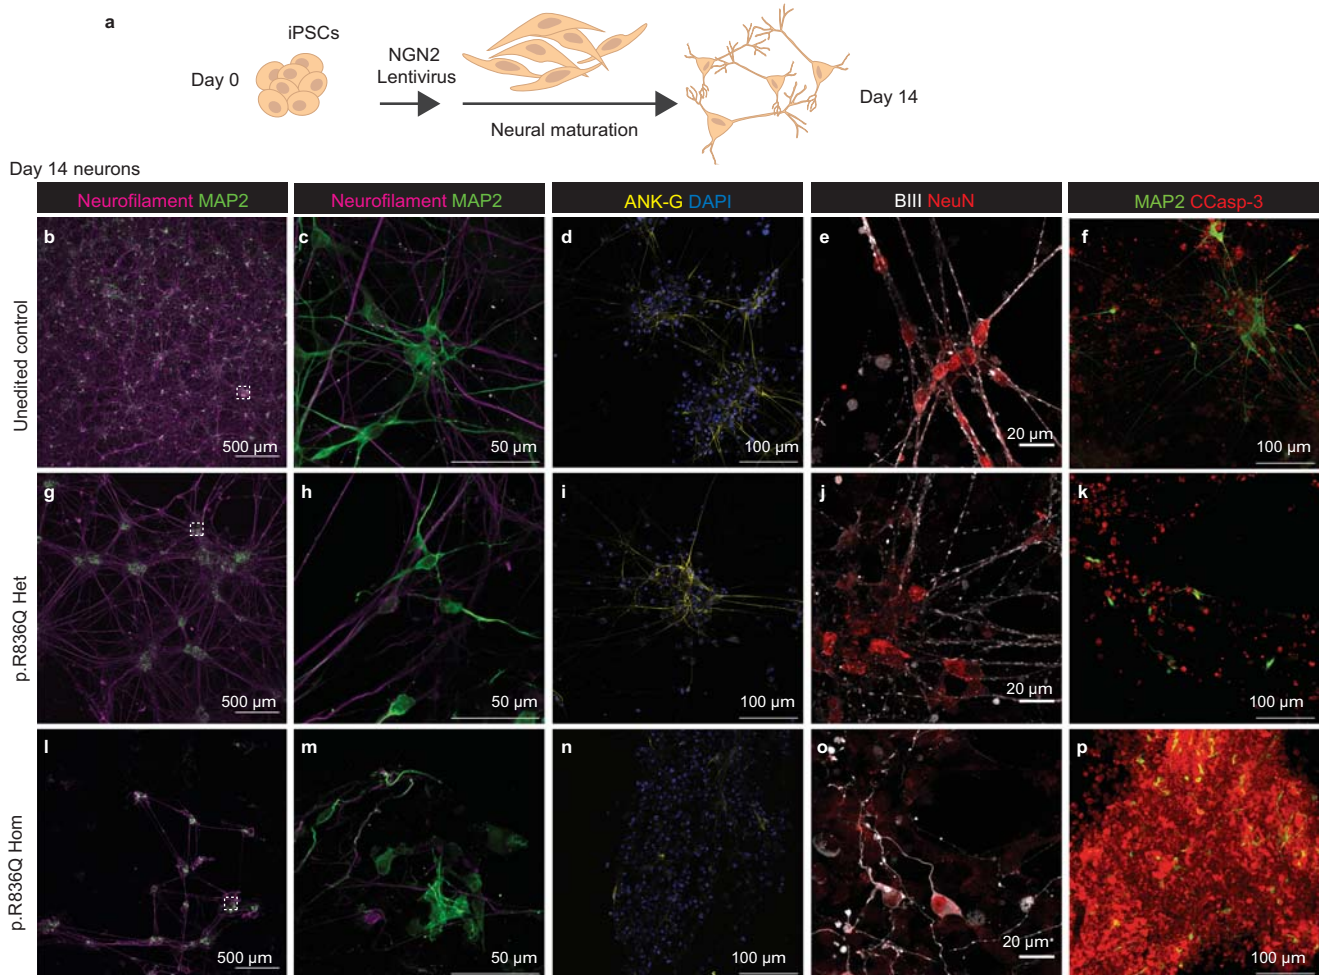 a
iPSCs
Day 0
NGN2
Lentivirus
Neural maturation
Day 14
Day 14 neurons
Neurofilament MAP2
Neurofilament MAP2
ANK-G DAPI
BIII NeuN
MAP2 CCasp-3
Unedited control
b
500 µm
c
50 µm
d
100 µm
e
20 µm
f
100 µm
p.R836Q Het
g
500 µm
h
50 µm
i
100 µm
j
20 µm
k
100 µm
p.R836Q Hom
l
500 µm
m
50 µm
n
100 µm
o
20 µm
p
100 µm